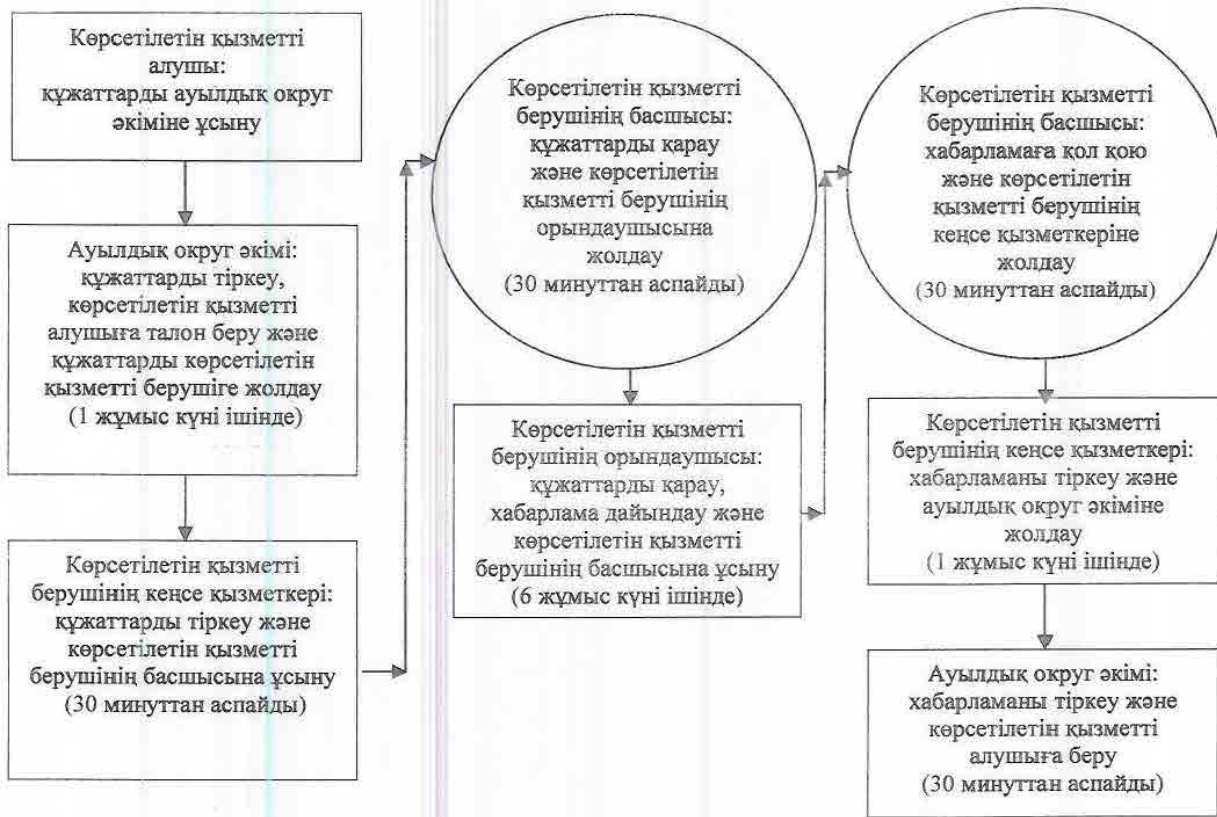 Көрсетілетін қызметті
алушы:
құжаттарды ауылдық округ
әкіміне ұсыну
Ауылдық округ әкімі:
құжаттарды тіркеу,
көрсетілетін қызметті
алушыға талон беру және
құжаттарды көрсетілетін
қызметті берушіге жолдау
(1 жұмыс күні ішінде)
Көрсетілетін қызметті
берушінің кеңсе қызметкері:
құжаттарды тіркеу және
көрсетілетін қызметті
берушінің басшысына ұсыну
(30 минуттан аспайды)
Көрсетілетін қызметті
берушінің басшысы:
құжаттарды қарау
және көрсетілетін
қызметті берушінің
орындаушысына
жолдау
(30 минуттан аспайды)
Көрсетілетін қызметті
берушінің орындаушысы:
құжаттарды қарау,
хабарлама дайындау және
көрсетілетін қызметті
берушінің басшысына ұсыну
(6 жұмыс күні ішінде)
Көрсетілетін қызметті
берушінің басшысы:
хабарламаға қол қою
және көрсетілетін
қызметті берушінің
кеңсе қызметкеріне
жолдау
(30 минуттан аспайды)
Көрсетілетін қызметті
берушінің кеңсе қызметкері:
хабарламаны тіркеу және
ауылдық округ әкіміне
жолдау
(1 жұмыс күні ішінде)
Ауылдық округ әкімі:
хабарламаны тіркеу және
көрсетілетін қызметті
алушыға беру
(30 минуттан аспайды)